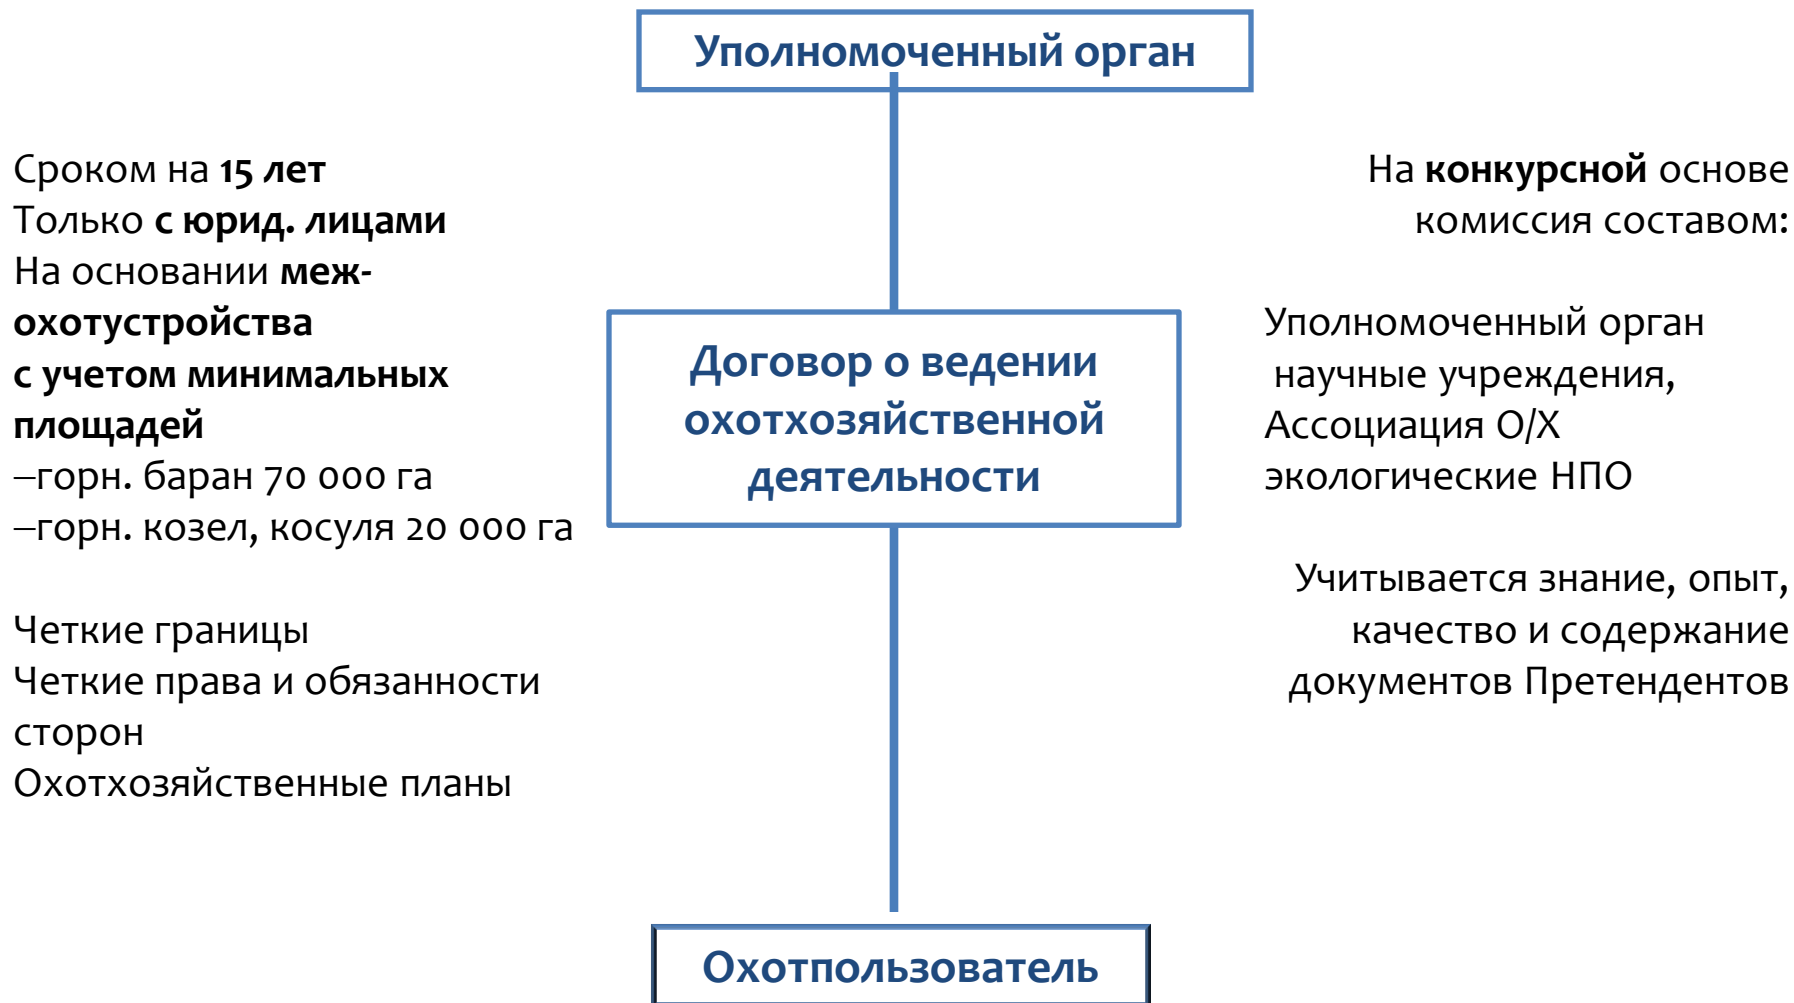 Уполномоченный орган
Сроком на 15 лет
Только с юрид. лицами
На основании меж-
охотустройства
с учетом минимальных
площадей
–горн. баран 70 000 га
–горн. козел, косуля 20 000 га
Четкие границы
Четкие права и обязанности
сторон
Охотхозяйственные планы
Договор о ведении
охотхозяйственной
деятельности
На конкурсной основе
комиссия составом:
Уполномоченный орган
научные учреждения,
Ассоциация О/Х
экологические НПО
Учитывается знание, опыт,
качество и содержание
документов Претендентов
Охотпользователь